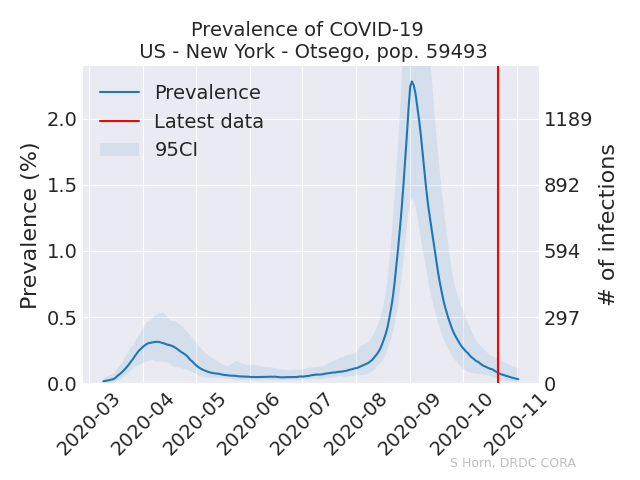 Prevalence of COVID-19
US - New York - Otsego, pop. 59493
Prevalence
Latest data
95CI
Prevalence (%)
2.0
1.5
1.0
0.5
0.0
1189
892
594
297
0
# of infections
2020-03
2020-04
2020-05
2020-06
2020-07
2020-08
2020-09
2020-10
2020-11
S Horn, DRDC CORA